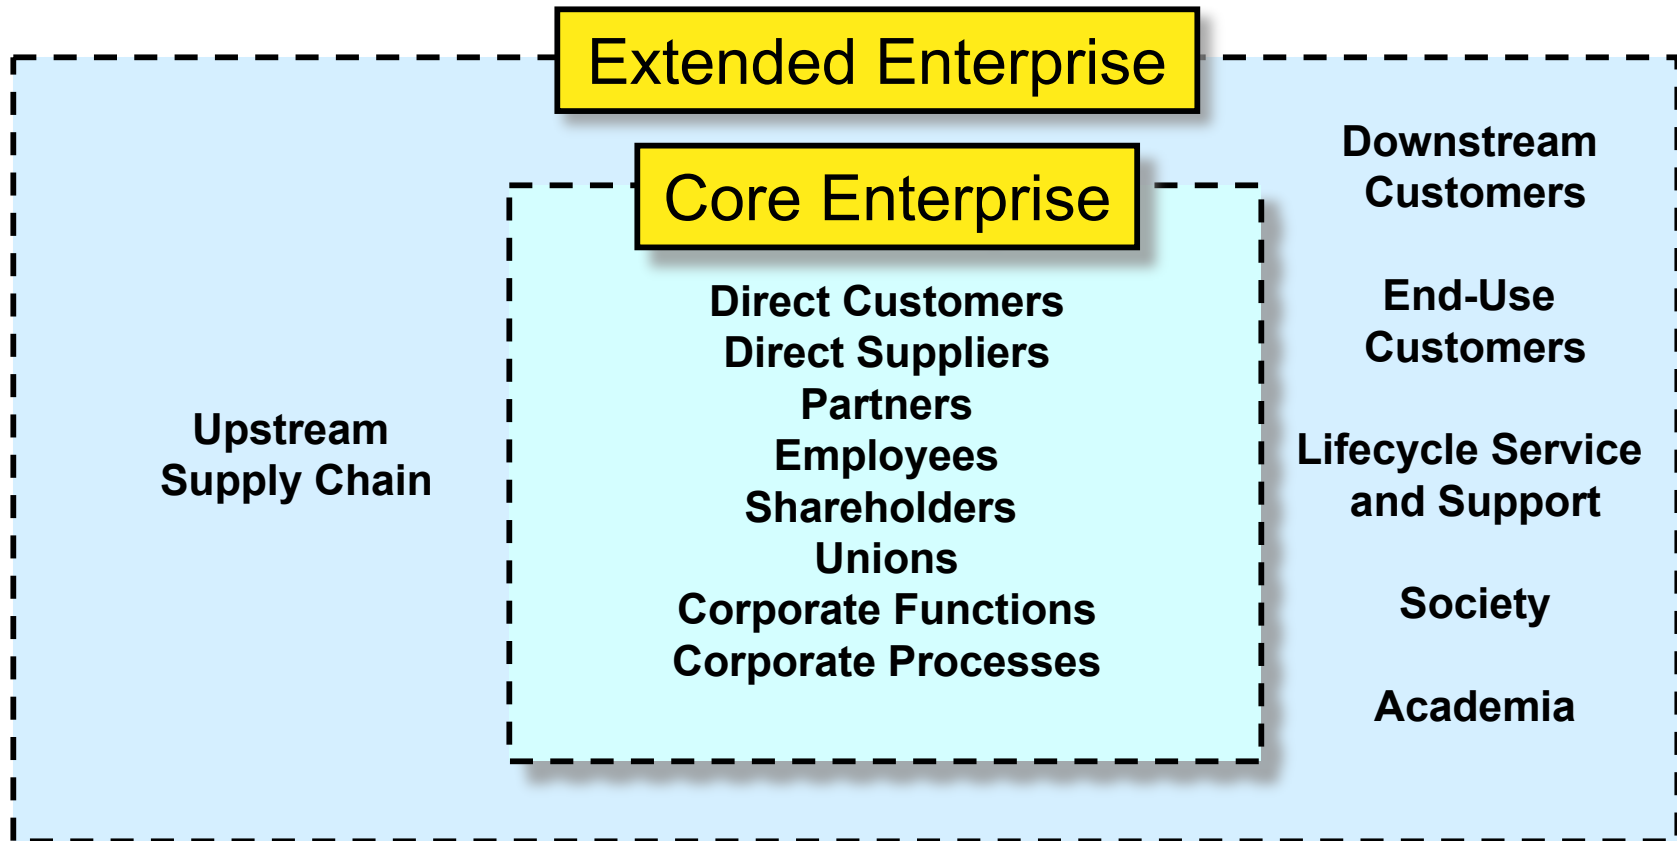 Extended Enterprise
Core Enterprise
Upstream
Supply Chain
Direct Customers
Direct Suppliers
Partners
Employees
Shareholders
Unions
Corporate Functions
Corporate Processes
Downstream
Customers
End-Use
Customers
Lifecycle Service
and Support
Society
Academia